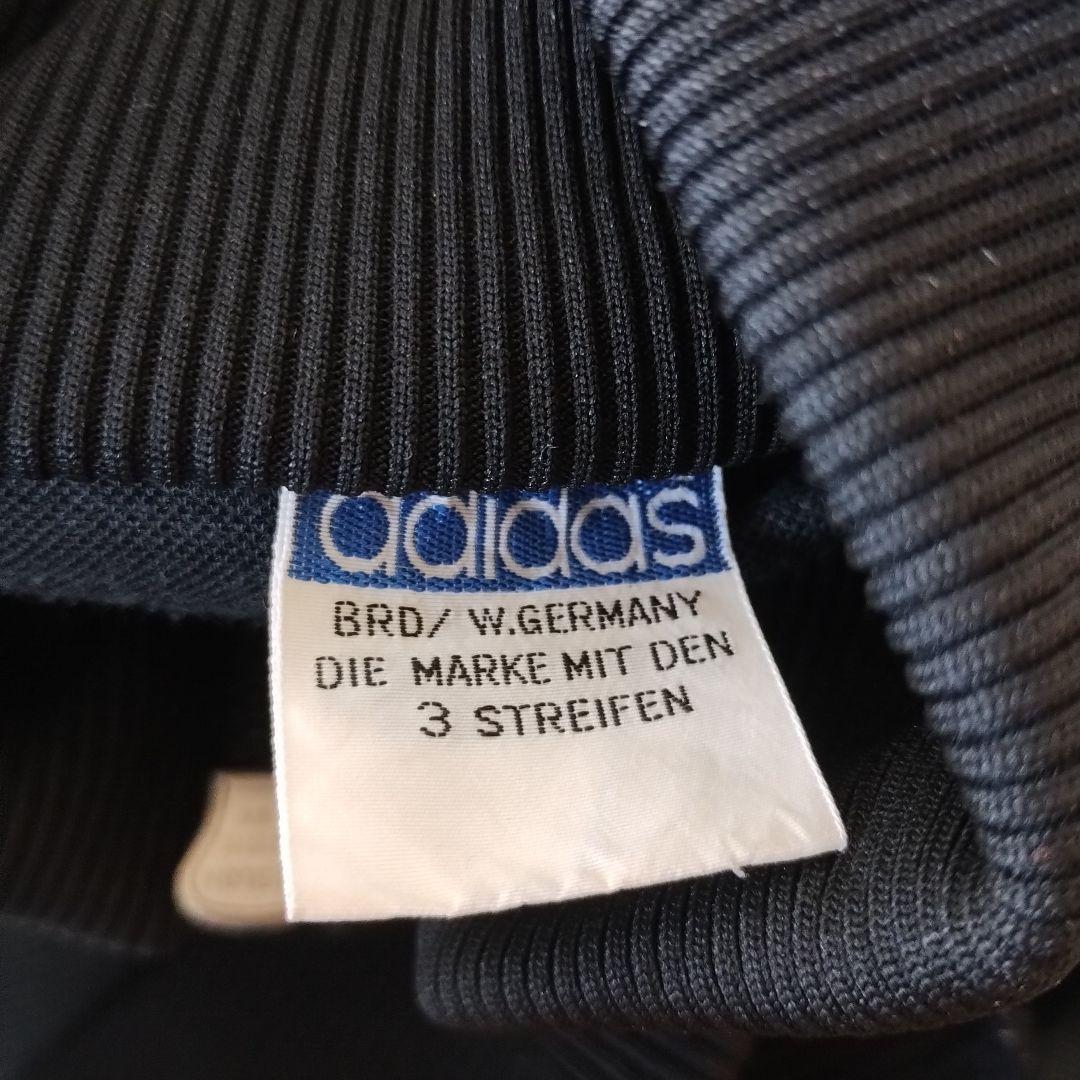 adidas
BRD/ W.GERMANY
DIE MARKE MIT DEN
3 STREIFEN